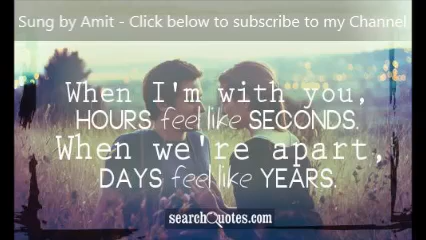 Sung by Amit - Click below to subscribe to my Channel
When I'm with you,
HOURS feel like SECONDS.
When we're apart,
DAYS feel like YEARS.
searchQuotes.com